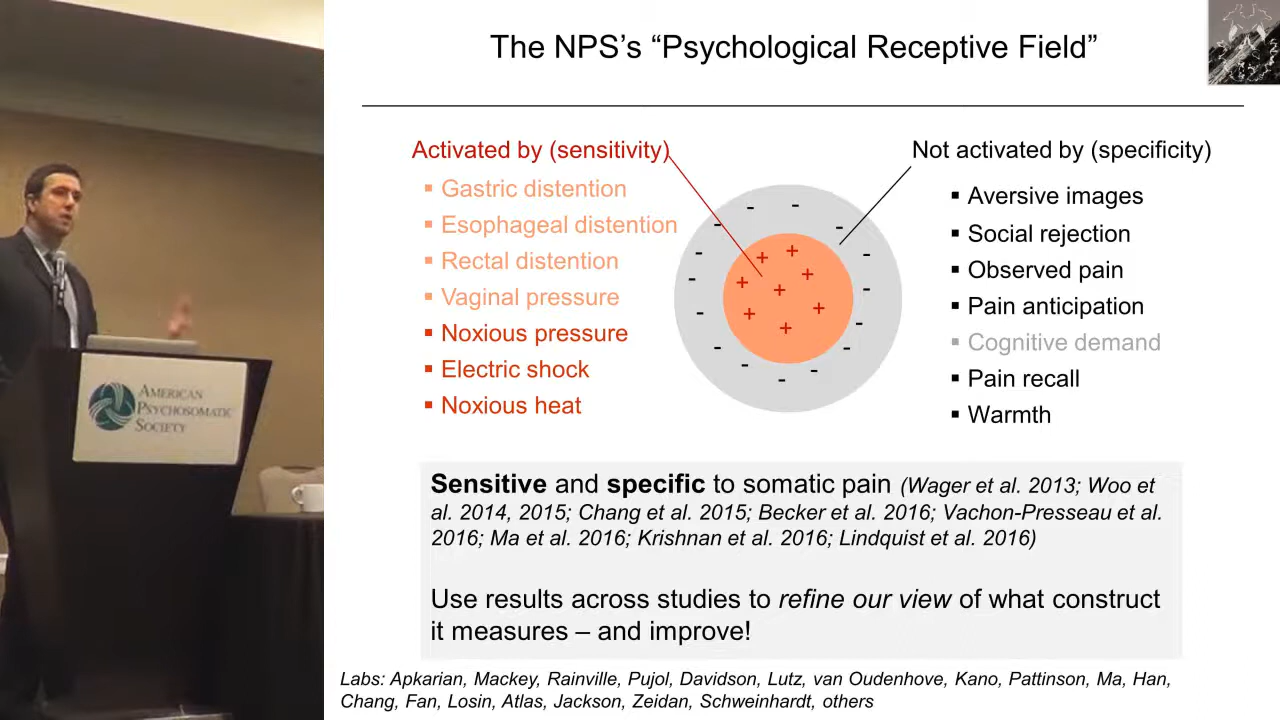 The NPS's “Psychological Receptive Field”
Activated by (sensitivity)
▪ Gastric distention
▪ Esophageal distention
▪ Rectal distention
▪ Vaginal pressure
▪ Noxious pressure
▪ Electric shock
▪ Noxious heat
Not activated by (specificity)
▪ Aversive images
▪ Social rejection
▪ Observed pain
▪ Pain anticipation
▪ Cognitive demand
▪ Pain recall
▪ Warmth
Sensitive and specific to somatic pain (Wager et al. 2013; Woo et
al. 2014, 2015; Chang et al. 2015; Becker et al. 2016; Vachon-Presseau et al.
2016; Ma et al. 2016; Krishnan et al. 2016; Lindquist et al. 2016)
Use results across studies to refine our view of what construct
it measures – and improve!
Labs: Apkarian, Mackey, Rainville, Pujol, Davidson, Lutz, van Oudenhove, Kano, Pattinson, Ma, Han,
Chang, Fan, Losin, Atlas, Jackson, Zeidan, Schweinhardt, others
AMERICAN
PSYCHOSOMATIC
SOCIETY